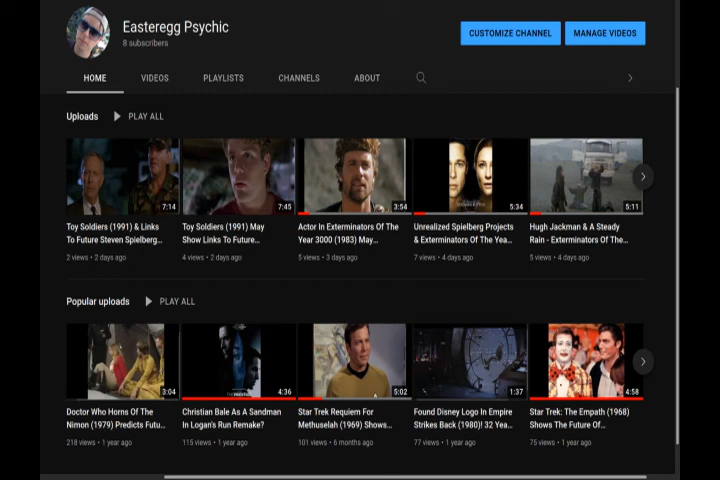 Easteregg Psychic
8 subscribers
CUSTOMIZE CHANNEL
MANAGE VIDEOS
HOME VIDEOS PLAYLISTS CHANNELS ABOUT
Uploads PLAY ALL
7:14
7:45
3:54
5:34
5:11
Toy Soldiers (1991) & Links
To Future Steven Spielberg...
2 views • 2 days ago
Toy Soldiers (1991) May
Show Links To Future...
4 views • 2 days ago
Actor In Exterminators Of The
Year 3000 (1983) May...
5 views • 3 days ago
Unrealized Spielberg Projects
& Exterminators Of The Yea...
7 views • 4 days ago
Hugh Jackman & A Steady
Rain - Exterminators Of The...
5 views • 4 days ago
Popular uploads PLAY ALL
3:04
4:36
5:02
1:37
4:58
Doctor Who Horns Of The
Nimon (1979) Predicts Futu...
218 views • 1 year ago
Christian Bale As A Sandman
In Logan's Run Remake?
115 views • 1 year ago
Star Trek Requiem For
Methuselah (1969) Shows...
101 views • 6 months ago
Found Disney Logo In Empire
Strikes Back (1980)! 32 Yea...
77 views • 1 year ago
Star Trek: The Empath (1968)
Shows The Future Of...
75 views • 1 year ago